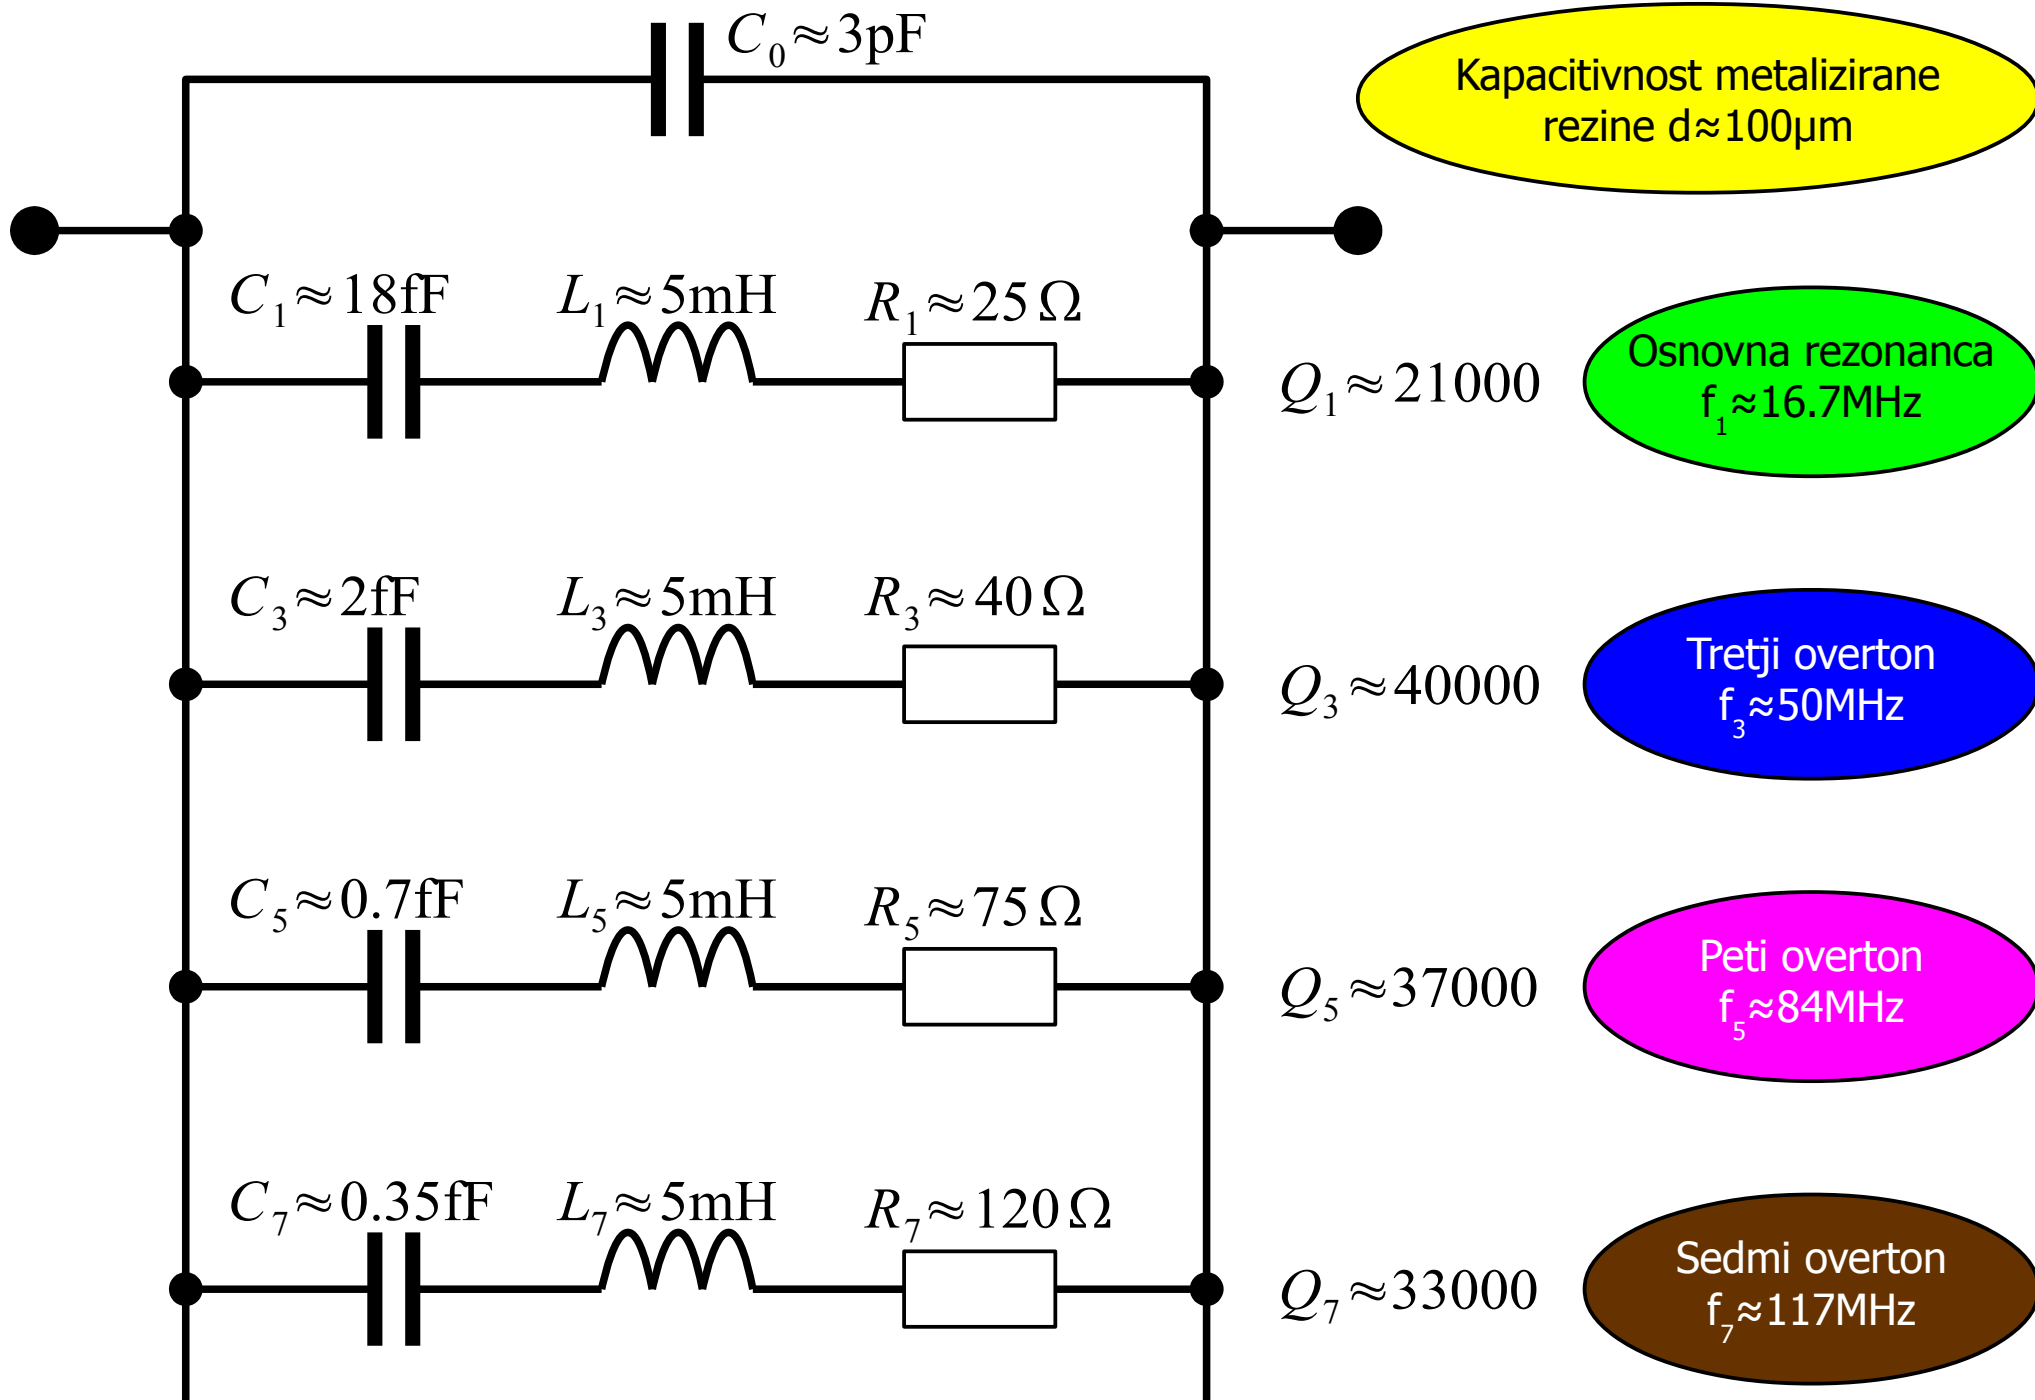 C₀≈3pF
Kapacitivnost metalizirane
rezine d≈100µm
C₁≈18fF L₁≈5mH R₁≈25Ω
Q₁≈21000
Osnovna rezonanca
f₁≈16.7MHz
C₃≈2fF L₃≈5mH R₃≈40Ω
Q₃≈40000
Tretji overton
f₃≈50MHz
C₅≈0.7fF L₅≈5mH R₅≈75Ω
Q₅≈37000
Peti overton
f₅≈84MHz
C₇≈0.35fF L₇≈5mH R₇≈120Ω
Q₇≈33000
Sedmi overton
f₇≈117MHz